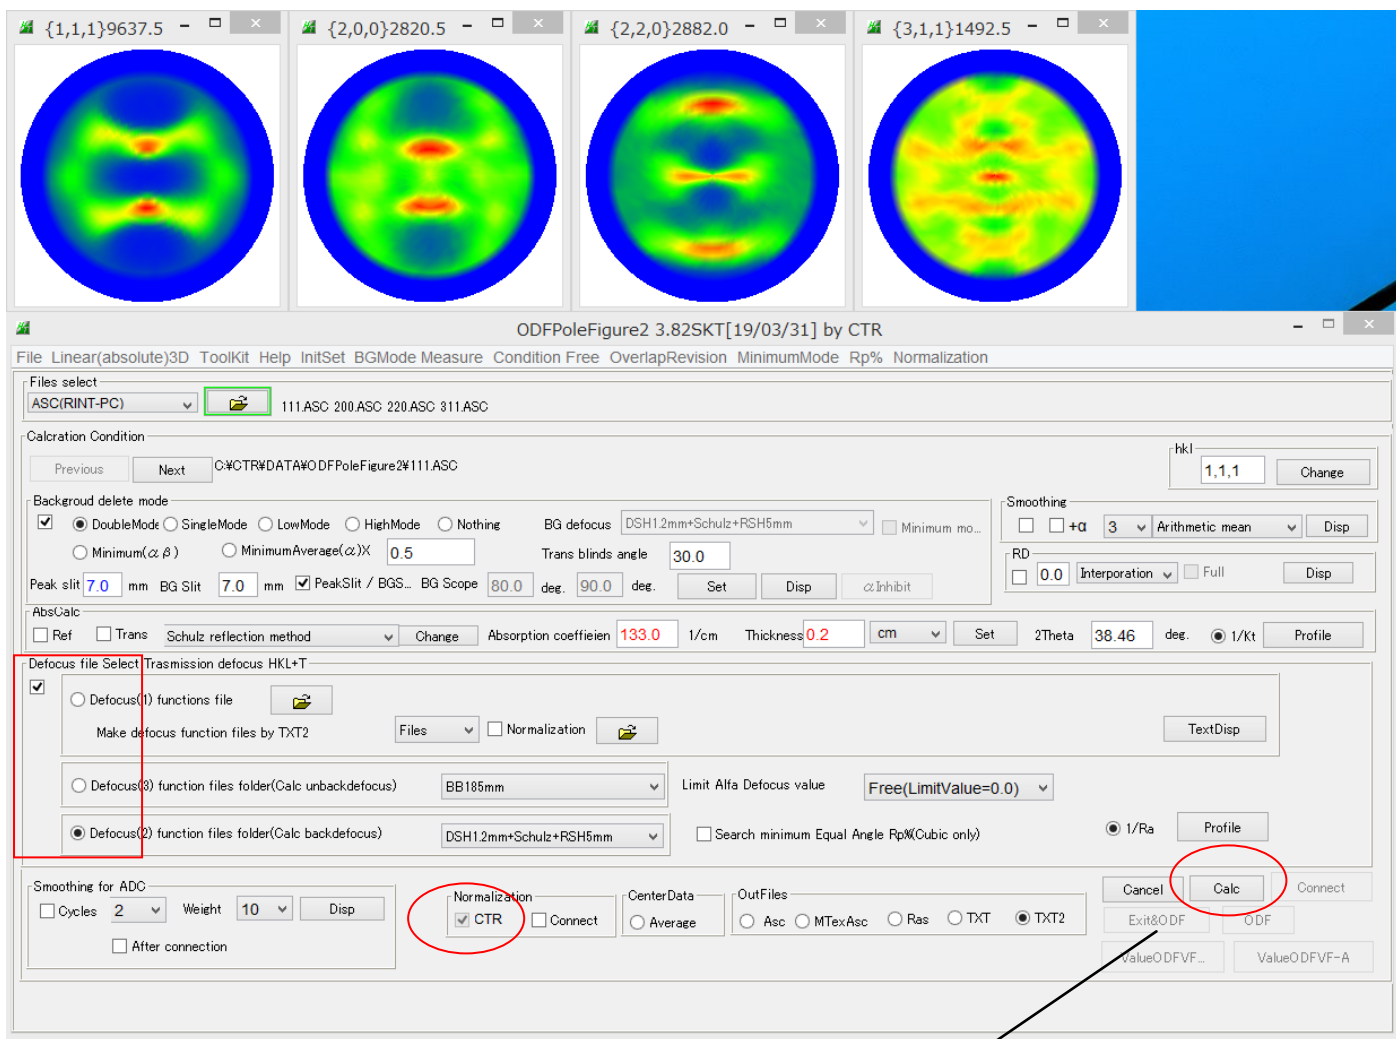 {1,1,1}9637.5
{2,0,0}2820.5
{2,2,0}2882.0
{3,1,1}1492.5
ODFPoleFigure2 3.82SKT[19/03/31] by CTR
File Linear(absolute)3D ToolKit Help InitSet BGMode Measure Condition Free OverlapRevision MinimumMode Rp% Normalization
Files select
ASC(RINT-PC) 111.ASC 200.ASC 220.ASC 311.ASC
Calcration Condition
Previous Next C:¥CTR¥DATA¥ODFPoleFigure2¥111.ASC
hkl
1,1,1 Change
Backgroud delete mode
DoubleMode SingleMode LowMode HighMode Nothing BG defocus DSH1.2mm+Schulz+RSH5mm Minimum mo...
Minimum(α β) MinimumAverage(α)X 0.5 Trans blinds angle 30.0
Peak slit 7.0 mm BG Slit 7.0 mm PeakSlit / BGS... BG Scope 80.0 deg. 90.0 deg. Set Disp αInhibit
Smoothing
+α 3 Arithmetic mean Disp
RD
0.0 Interporation Full Disp
AbsCalc
Ref Trans Schulz reflection method Change Absorption coeffieien 133.0 1/cm Thickness 0.2 cm Set 2Theta 38.46 deg. 1/Kt Profile
Defocus file Select Trasmission defocus HKL+T
Defocus(1) functions file
Make defocus function files by TXT2 Files Normalization TextDisp
Defocus(3) function files folder(Calc unbackdefocus) BB185mm Limit Alfa Defocus value Free(LimitValue=0.0)
Defocus(2) function files folder(Calc backdefocus) DSH1.2mm+Schulz+RSH5mm Search minimum Equal Angle Rp%(Cubic only) 1/Ra Profile
Smoothing for ADC
Cycles 2 Weight 10 Disp
After connection
Normalization
CTR Connect
CenterData
Average
OutFiles
Asc MTexAsc Ras TXT TXT2
Cancel Calc Connect
Exit&ODF ODF
ValueODFVF... ValueODFVF-A